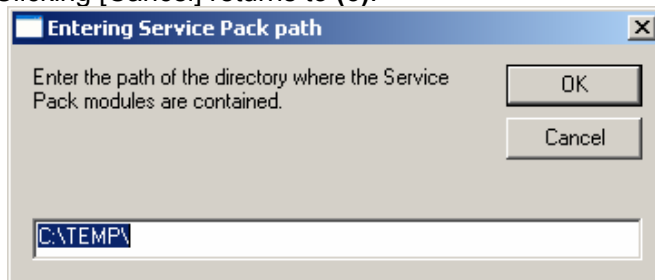 Clicking [Cancel] returns to
Entering Service Pack path
Enter the path of the directory where the Service
Pack modules are contained.
OK
Cancel
C:\TEMP\